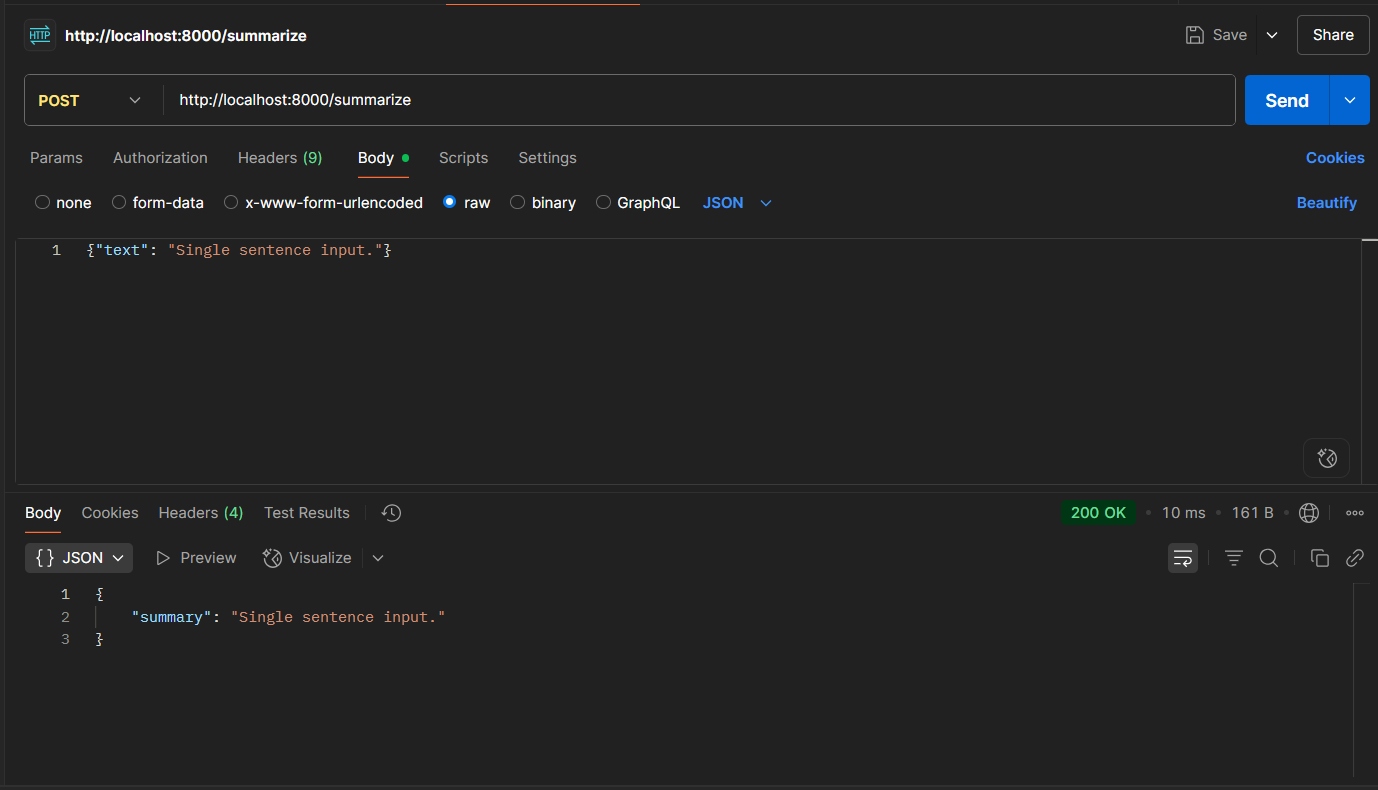 HTTP http://localhost:8000/summarize Save Share
POST http://localhost:8000/summarize Send
Params Authorization Headers (9) Body Scripts Settings Cookies
none form-data x-www-form-urlencoded raw binary GraphQL JSON Beautify
1 {"text": "Single sentence input."}
Body Cookies Headers (4) Test Results 200 OK • 10 ms • 161 B •
{} JSON Preview Visualize
1 {
2 "summary": "Single sentence input."
3 }